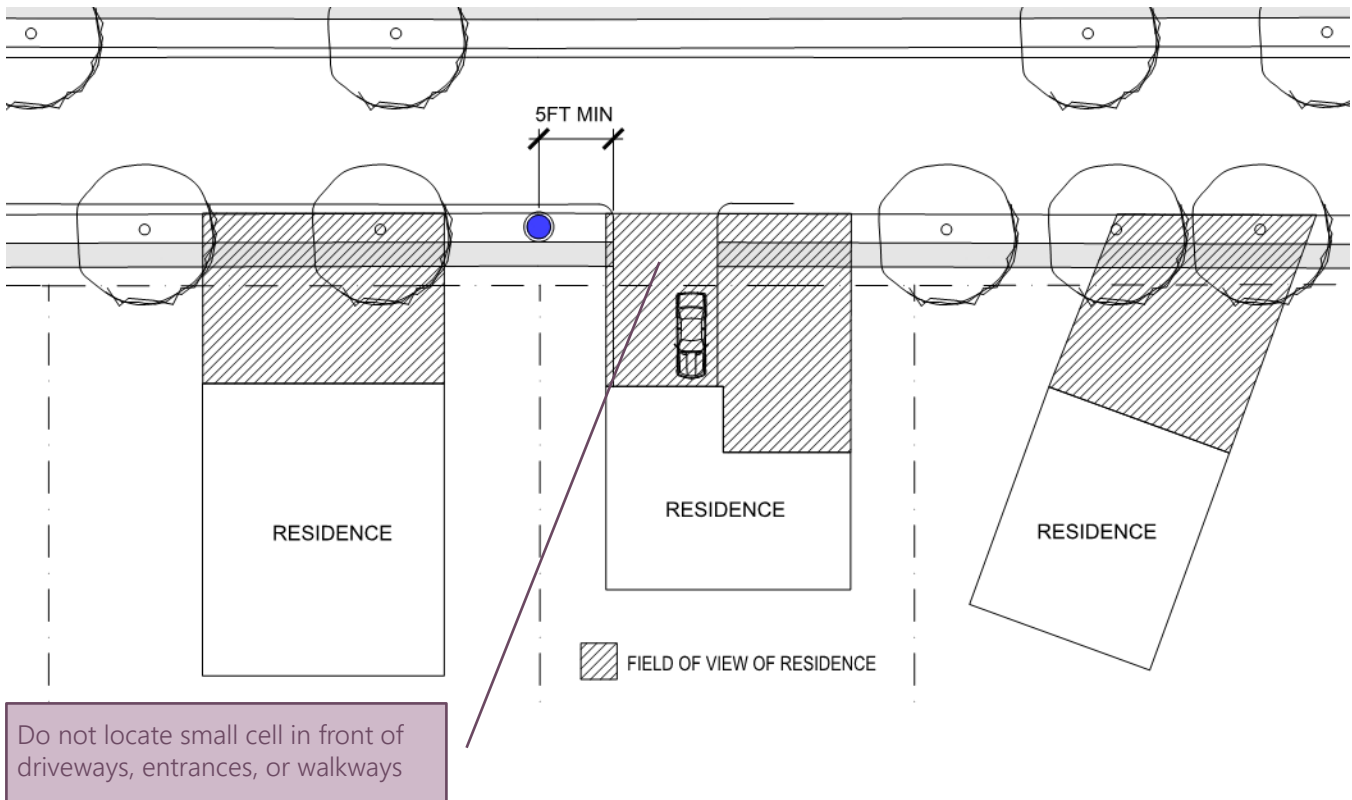 5FT MIN
RESIDENCE
RESIDENCE
RESIDENCE
FIELD OF VIEW OF RESIDENCE
Do not locate small cell in front of
driveways, entrances, or walkways